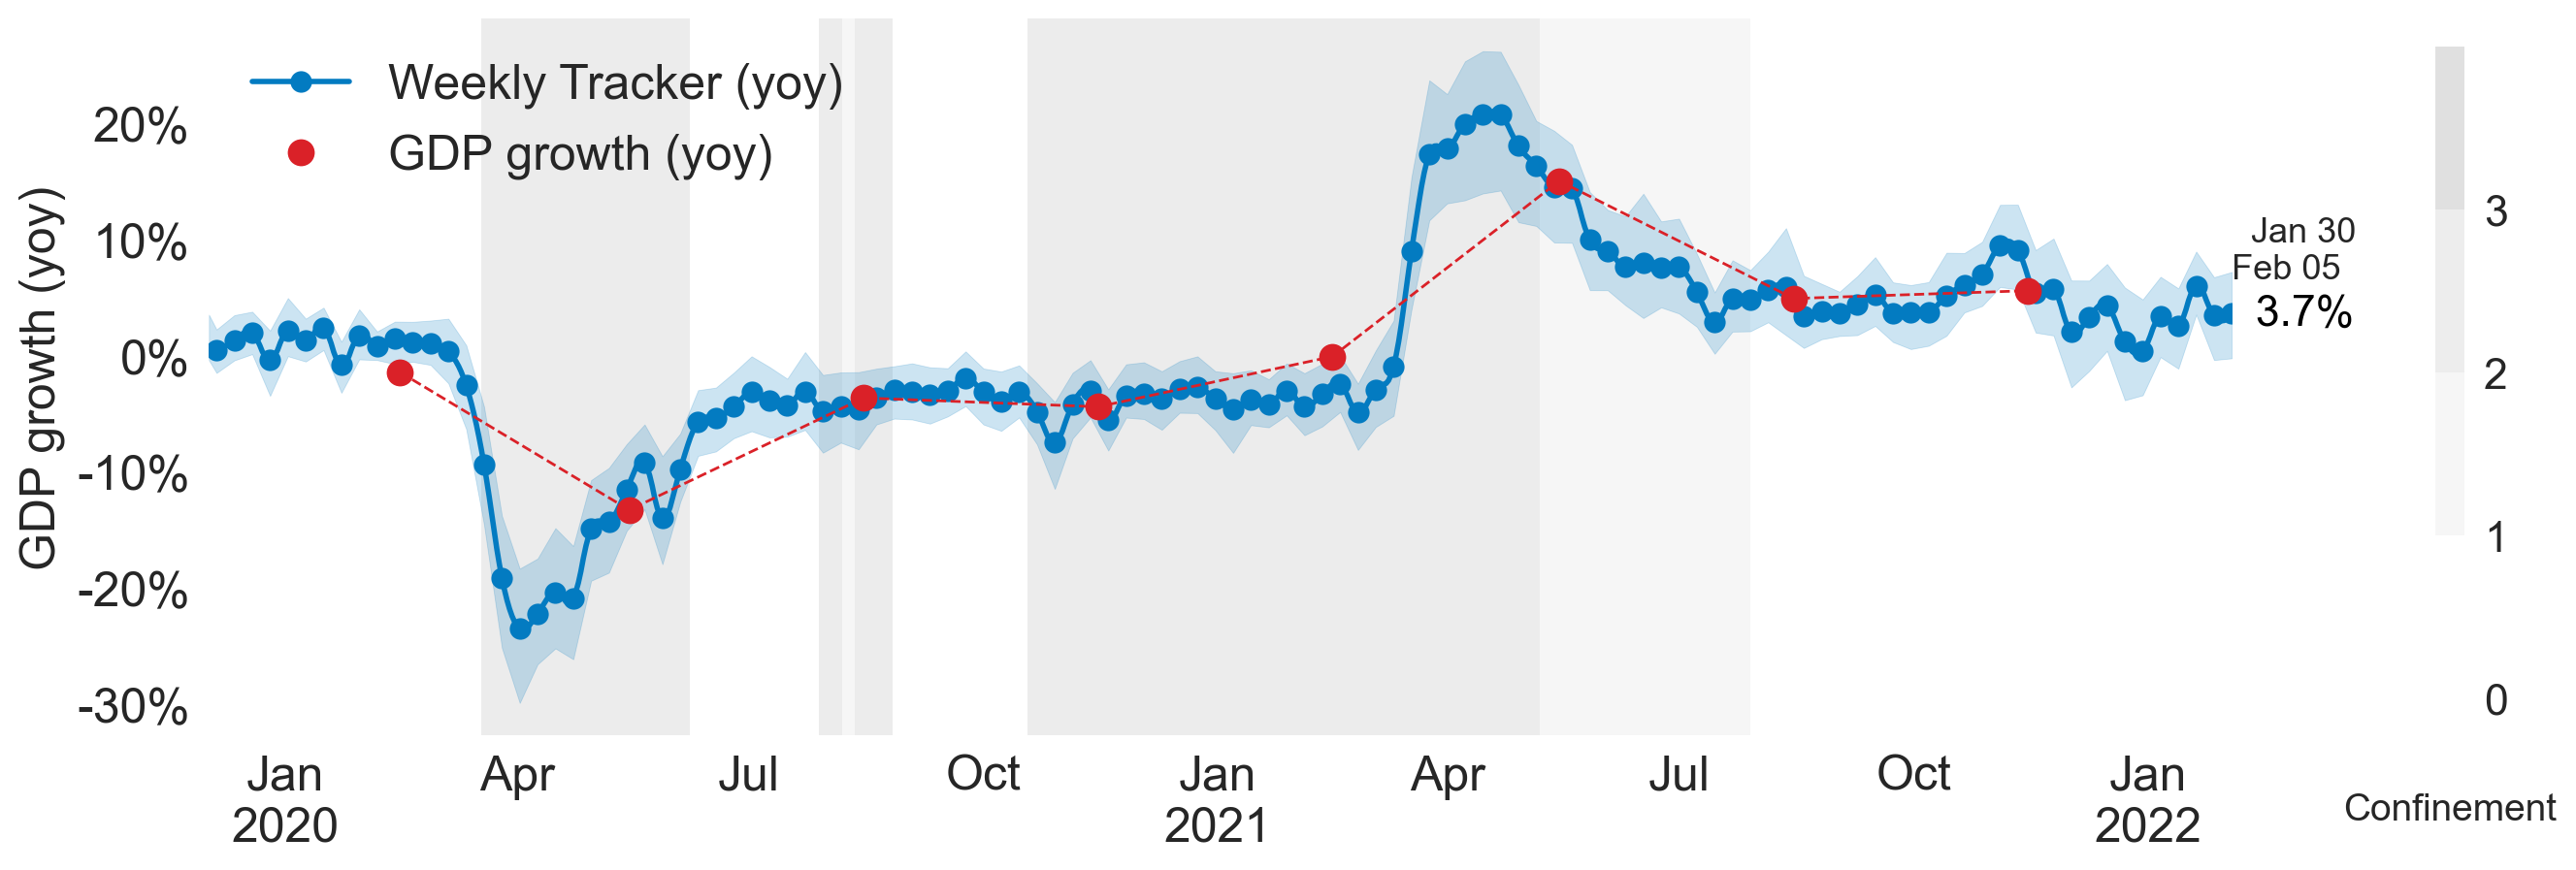 Weekly Tracker (yoy)
GDP growth (yoy)
GDP growth (yoy)
20%
10%
0%
-10%
-20%
-30%
Jan
2020
Apr
Jul
Oct
Jan
2021
Apr
Jul
Oct
Jan
2022
Jan 30
Feb 05
3.7%
3
2
1
0
Confinement